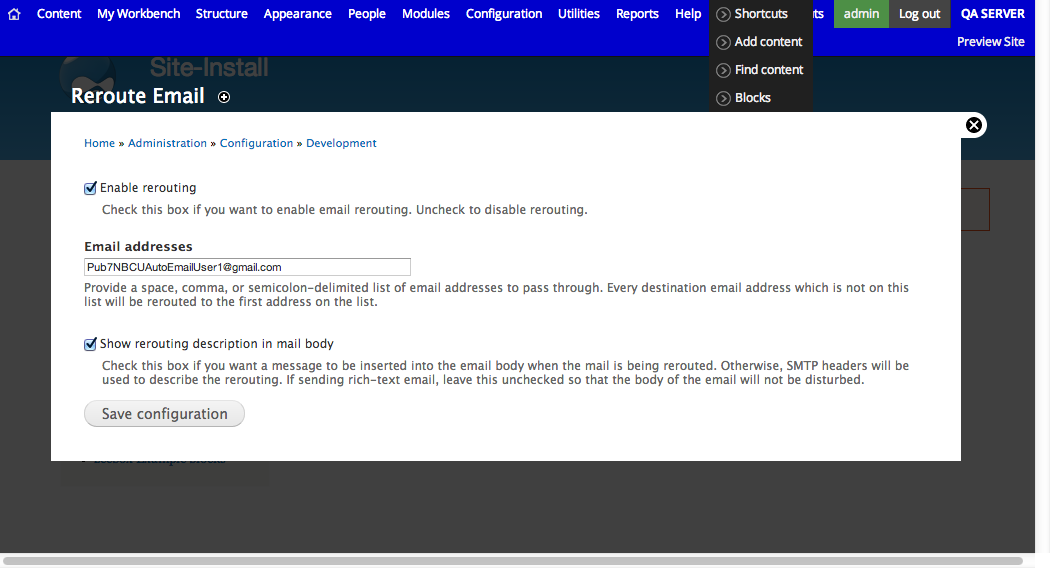 Content My Workbench Structure Appearance People Modules Configuration Utilities Reports Help Shortcuts ts admin Log out QA SERVER
Add content Preview Site
Site-Install
Find content
Reroute Email
Blocks
Home » Administration » Configuration » Development
Enable rerouting
Check this box if you want to enable email rerouting. Uncheck to disable rerouting.
Email addresses
Pub7NBCUAutoEmailUser1@gmail.com
Provide a space, comma, or semicolon-delimited list of email addresses to pass through. Every destination email address which is not on this
list will be rerouted to the first address on the list.
Show rerouting description in mail body
Check this box if you want a message to be inserted into the email body when the mail is being rerouted. Otherwise, SMTP headers will be
used to describe the rerouting. If sending rich-text email, leave this unchecked so that the body of the email will not be disturbed.
Save configuration